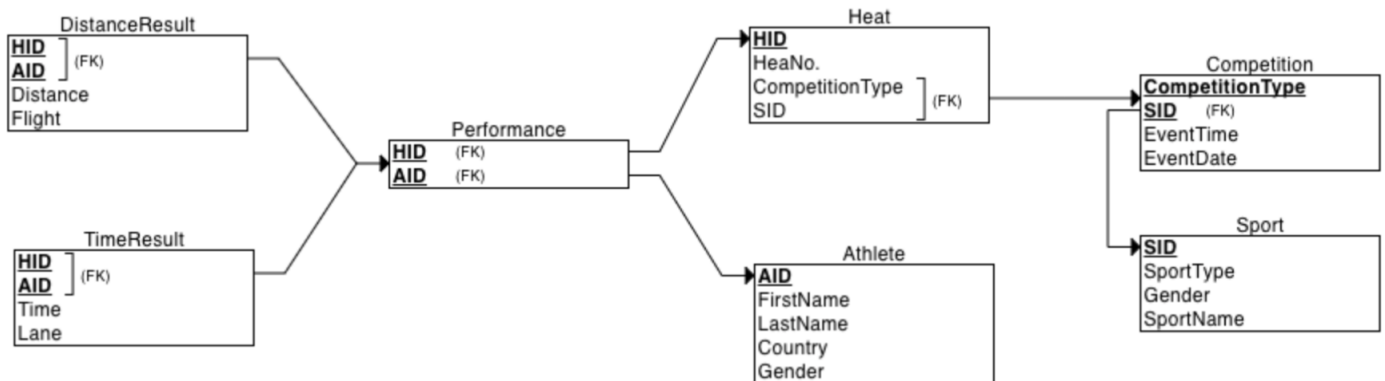 DistanceResult
HID
(FK)
AID
Distance
Flight
TimeResult
HID
(FK)
AID
Time
Lane
Performance
HID (FK)
AID (FK)
Heat
HID
HeaNo.
CompetitionType
(FK)
SID
Athlete
AID
FirstName
LastName
Country
Gender
Competition
CompetitionType
SID (FK)
EventTime
EventDate
Sport
SID
SportType
Gender
SportName